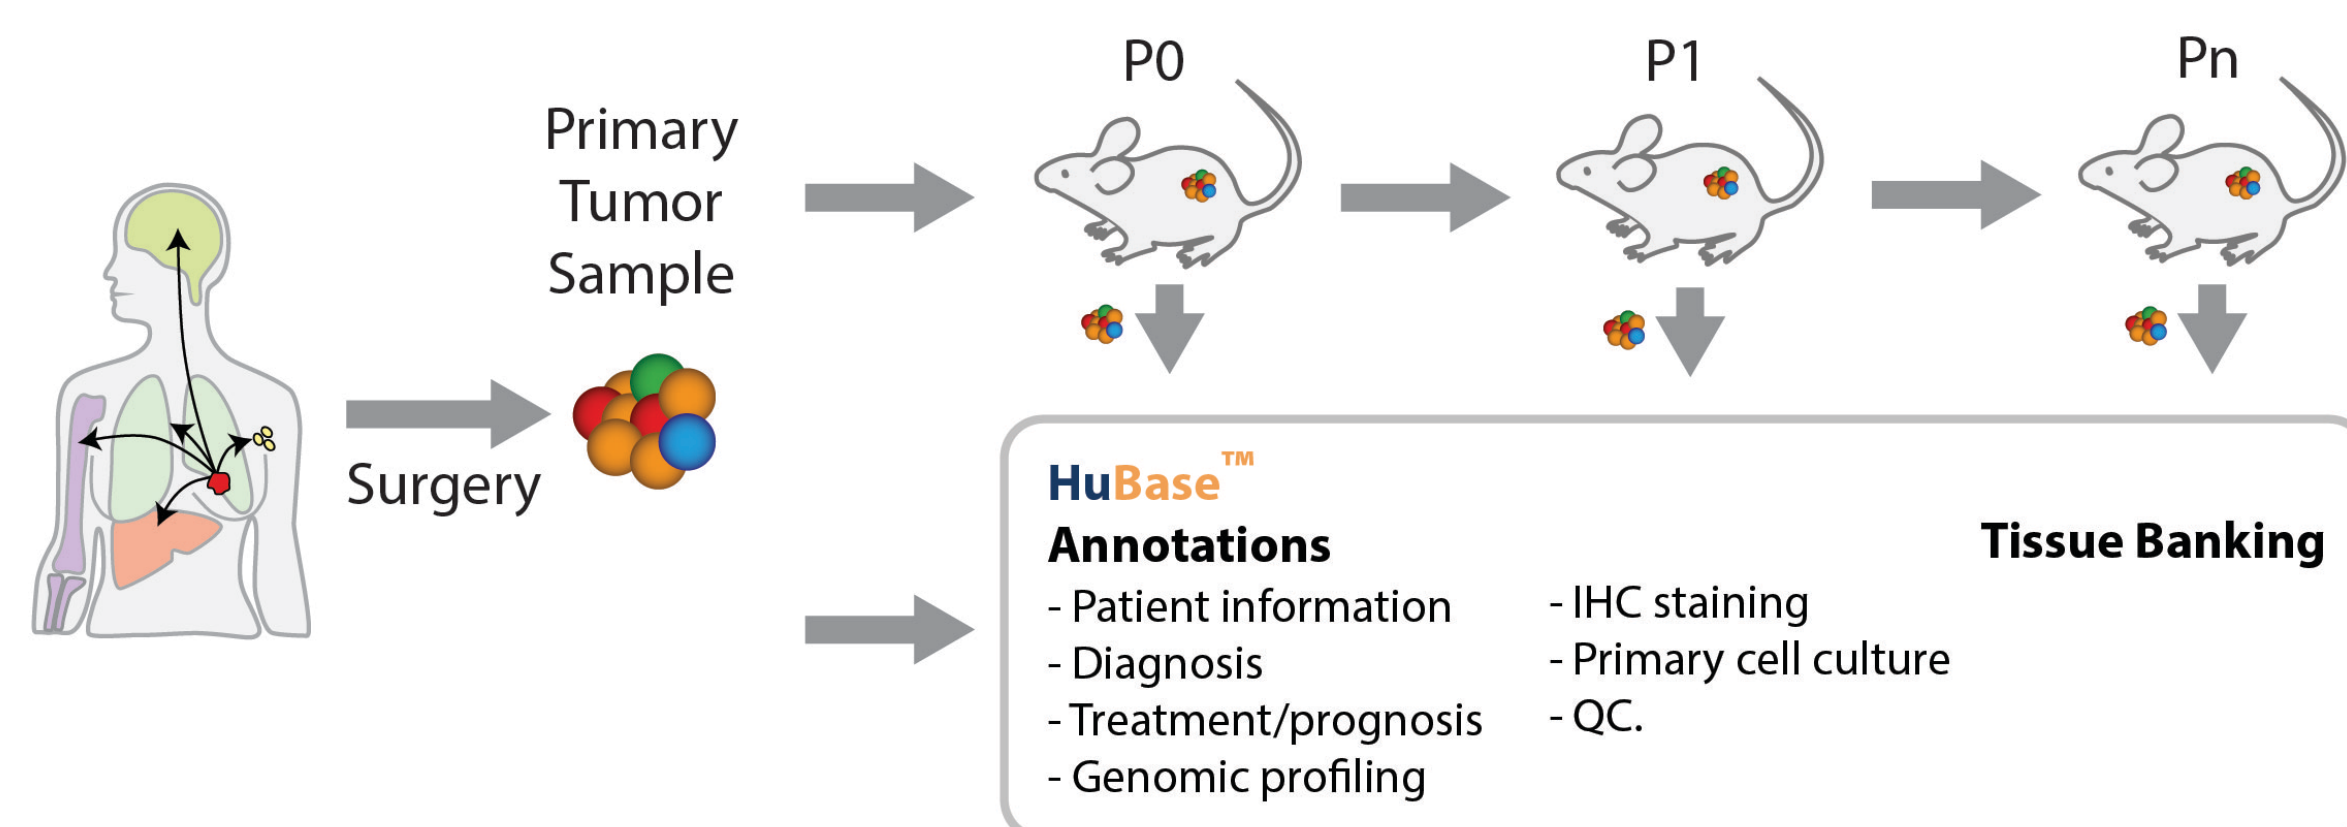 P0
P1
Pn
Primary
Tumor
Sample
Surgery
HuBase™
Annotations
- Patient information
- Diagnosis
- Treatment/prognosis
- Genomic profiling
- IHC staining
- Primary cell culture
- QC.
Tissue Banking